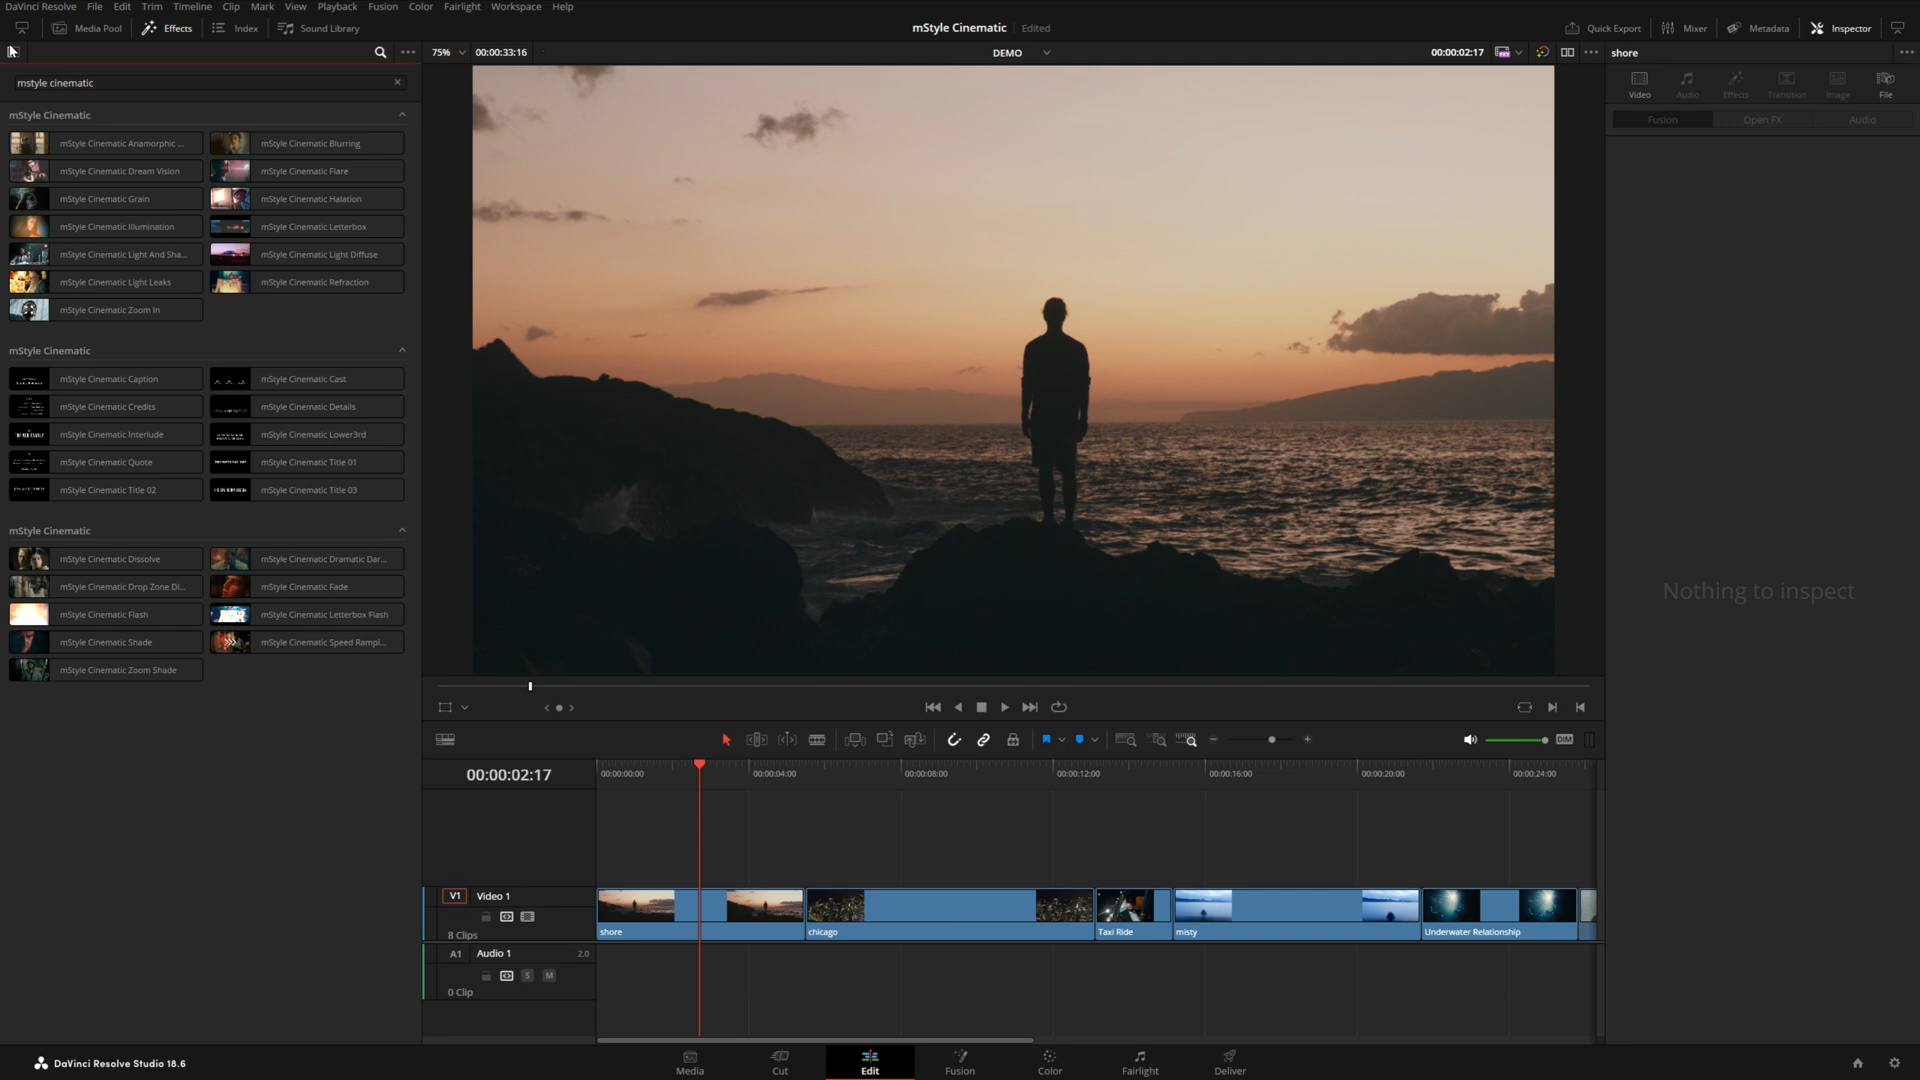 DaVinci Resolve File Edit Trim Timeline Clip Mark View Playback Fusion Color Fairlight Workspace Help
Media Pool Effects Index Sound Library
mStyle Cinematic Edited
Quick Export Mixer Metadata Inspector
75% 00:00:33:16 DEMO 00:00:02:17
shore
mstyle cinematic
Video Audio Effects Transition Image File
Fusion Open FX Audio
mStyle Cinematic
mStyle Cinematic Anamorphic ... mStyle Cinematic Blurring
mStyle Cinematic Dream Vision mStyle Cinematic Flare
mStyle Cinematic Grain mStyle Cinematic Halation
mStyle Cinematic Illumination mStyle Cinematic Letterbox
mStyle Cinematic Light And Sha... mStyle Cinematic Light Diffuse
mStyle Cinematic Light Leaks mStyle Cinematic Refraction
mStyle Cinematic Zoom In
mStyle Cinematic
mStyle Cinematic Caption mStyle Cinematic Cast
mStyle Cinematic Credits mStyle Cinematic Details
mStyle Cinematic Interlude mStyle Cinematic Lower3rd
mStyle Cinematic Quote mStyle Cinematic Title 01
mStyle Cinematic Title 02 mStyle Cinematic Title 03
mStyle Cinematic
mStyle Cinematic Dissolve mStyle Cinematic Dramatic Dar...
mStyle Cinematic Drop Zone Di... mStyle Cinematic Fade
mStyle Cinematic Flash mStyle Cinematic Letterbox Flash
mStyle Cinematic Shade mStyle Cinematic Speed Rampi...
mStyle Cinematic Zoom Shade
Nothing to inspect
DIM
00:00:02:17
00:00:00:00 00:00:04:00 00:00:08:00 00:00:12:00 00:00:16:00 00:00:20:00 00:00:24:00
V1 Video 1
8 Clips
shore chicago Taxi Ride misty Underwater Relationship
A1 Audio 1 2.0
S M
0 Clip
DaVinci Resolve Studio 18.6
Media Cut Edit Fusion Color Fairlight Deliver